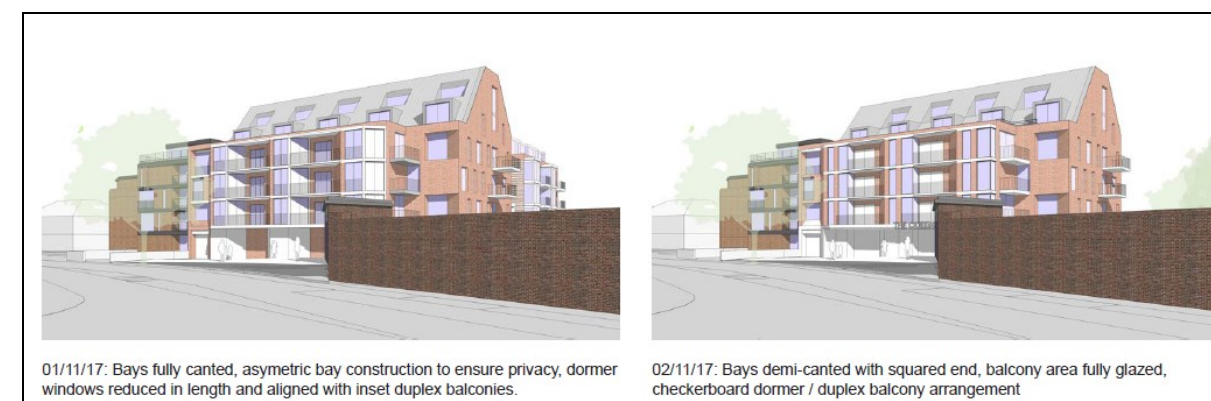 01/11/17: Bays fully canted, asymetric bay construction to ensure privacy, dormer
windows reduced in length and aligned with inset duplex balconies.
02/11/17: Bays demi-canted with squared end, balcony area fully glazed,
checkerboard dormer / duplex balcony arrangement